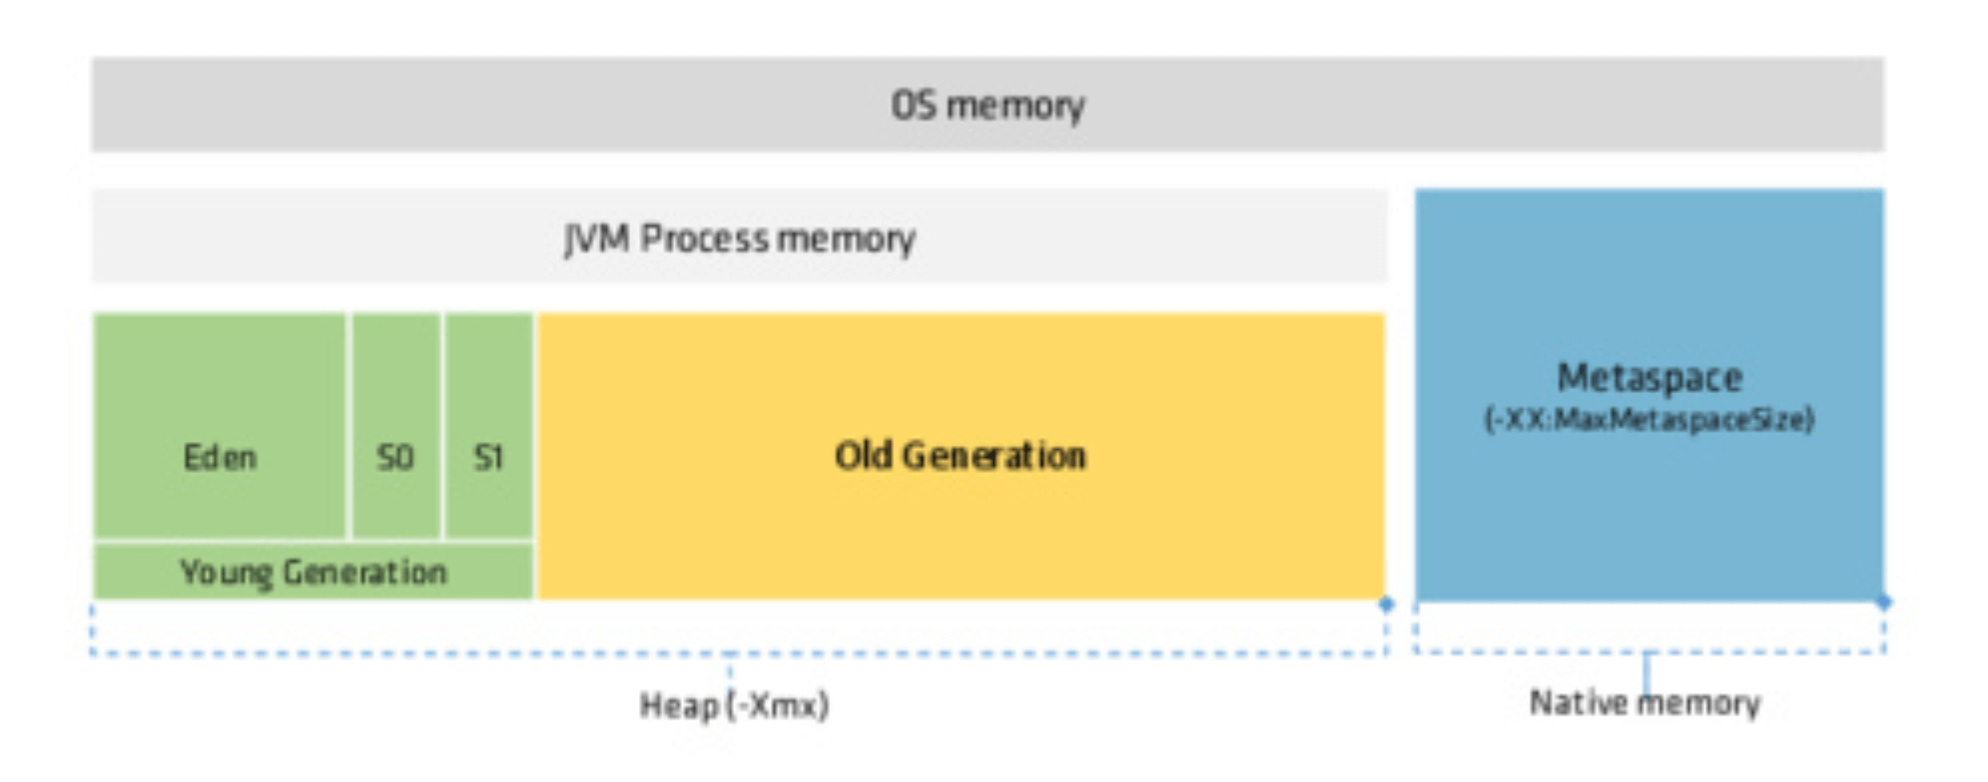 OS memory
JVM Process memory
Metaspace
(-XX:MaxMetaspaceSize)
Eden
S0
S1
Old Generation
Young Generation
Heap (-Xmx)
Native memory